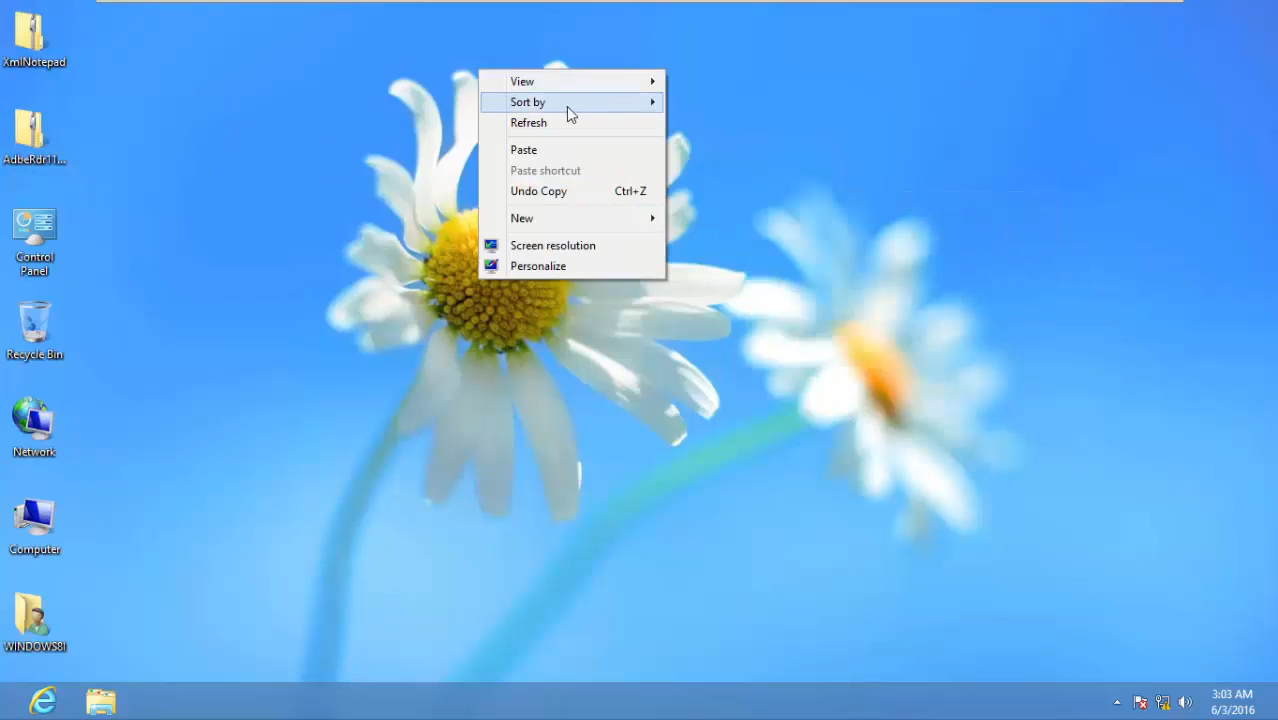 XmlNotepad
AdbeRdr11...
Control
Panel
Recycle Bin
Network
Computer
WINDOWS8I
View
Sort by
Refresh
Paste
Paste shortcut
Undo Copy Ctrl+Z
New
Screen resolution
Personalize
3:03 AM
6/3/2016